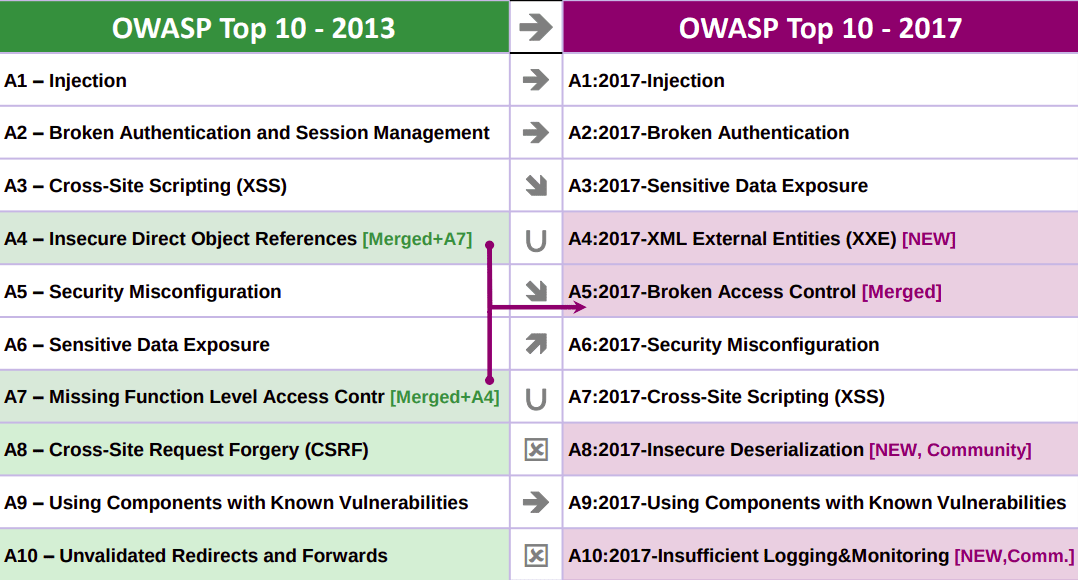 OWASP Top 10 - 2013 OWASP Top 10 - 2017
A1 – Injection A1:2017-Injection
A2 – Broken Authentication and Session Management A2:2017-Broken Authentication
A3 – Cross-Site Scripting (XSS) A3:2017-Sensitive Data Exposure
A4 – Insecure Direct Object References [Merged+A7] A4:2017-XML External Entities (XXE) [NEW]
A5 – Security Misconfiguration A5:2017-Broken Access Control [Merged]
A6 – Sensitive Data Exposure A6:2017-Security Misconfiguration
A7 – Missing Function Level Access Contr [Merged+A4] A7:2017-Cross-Site Scripting (XSS)
A8 – Cross-Site Request Forgery (CSRF) A8:2017-Insecure Deserialization [NEW, Community]
A9 – Using Components with Known Vulnerabilities A9:2017-Using Components with Known Vulnerabilities
A10 – Unvalidated Redirects and Forwards A10:2017-Insufficient Logging&Monitoring [NEW,Comm.]